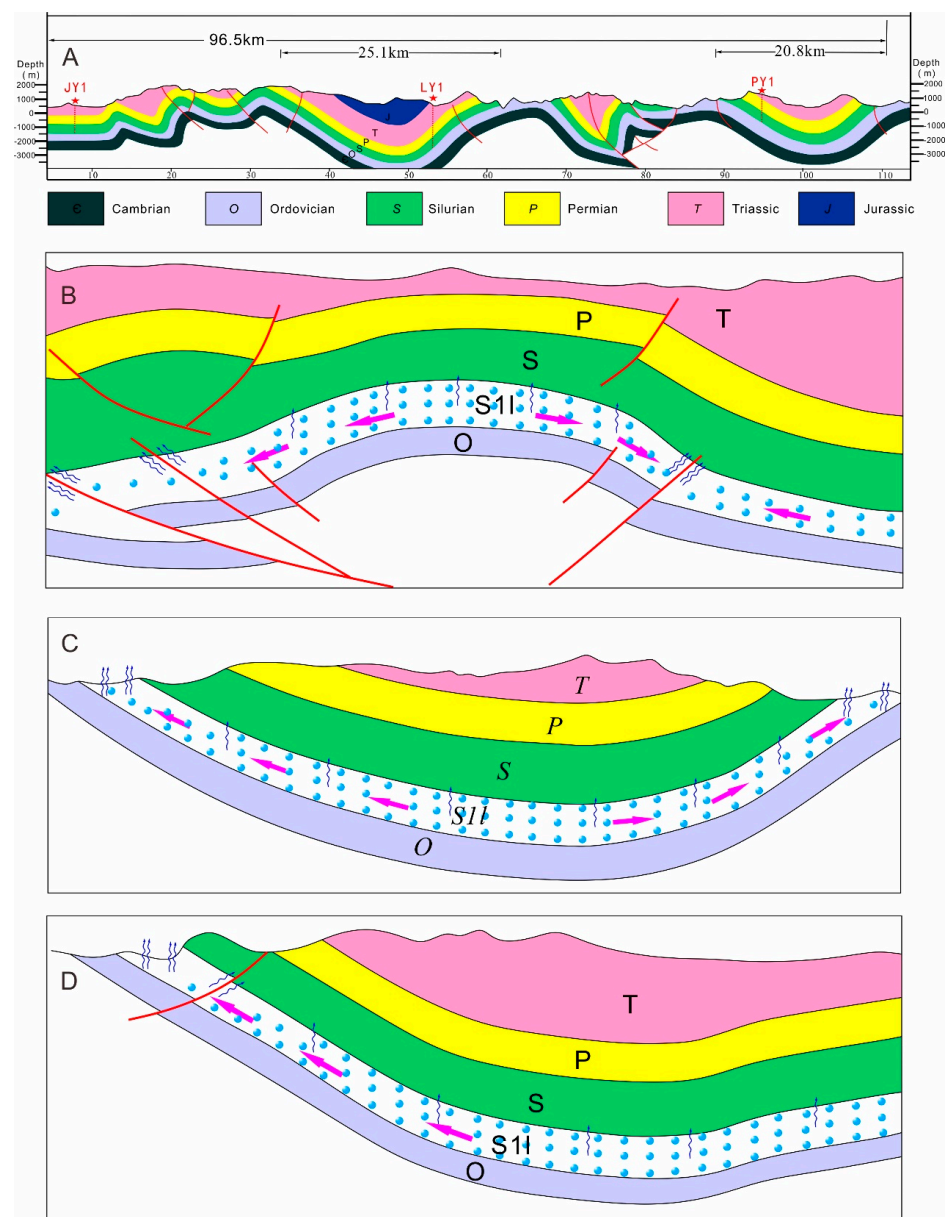 96.5km
A
25.1km
20.8km
Depth
( m )
JY1
LY1
PY1
Depth
( m )
2000
1000
0
-1000
-2000
-3000
2000
1000
0
-1000
-2000
-3000
J
T
P
S
O
10 20 30 40 50 60 70 80 90 100 110
Є Cambrian O Ordovician S Silurian P Permian T Triassic J Jurassic
B
P T
S
S1l
O
C
T
P
S
S1l
O
D
T
P
S
S1l
O